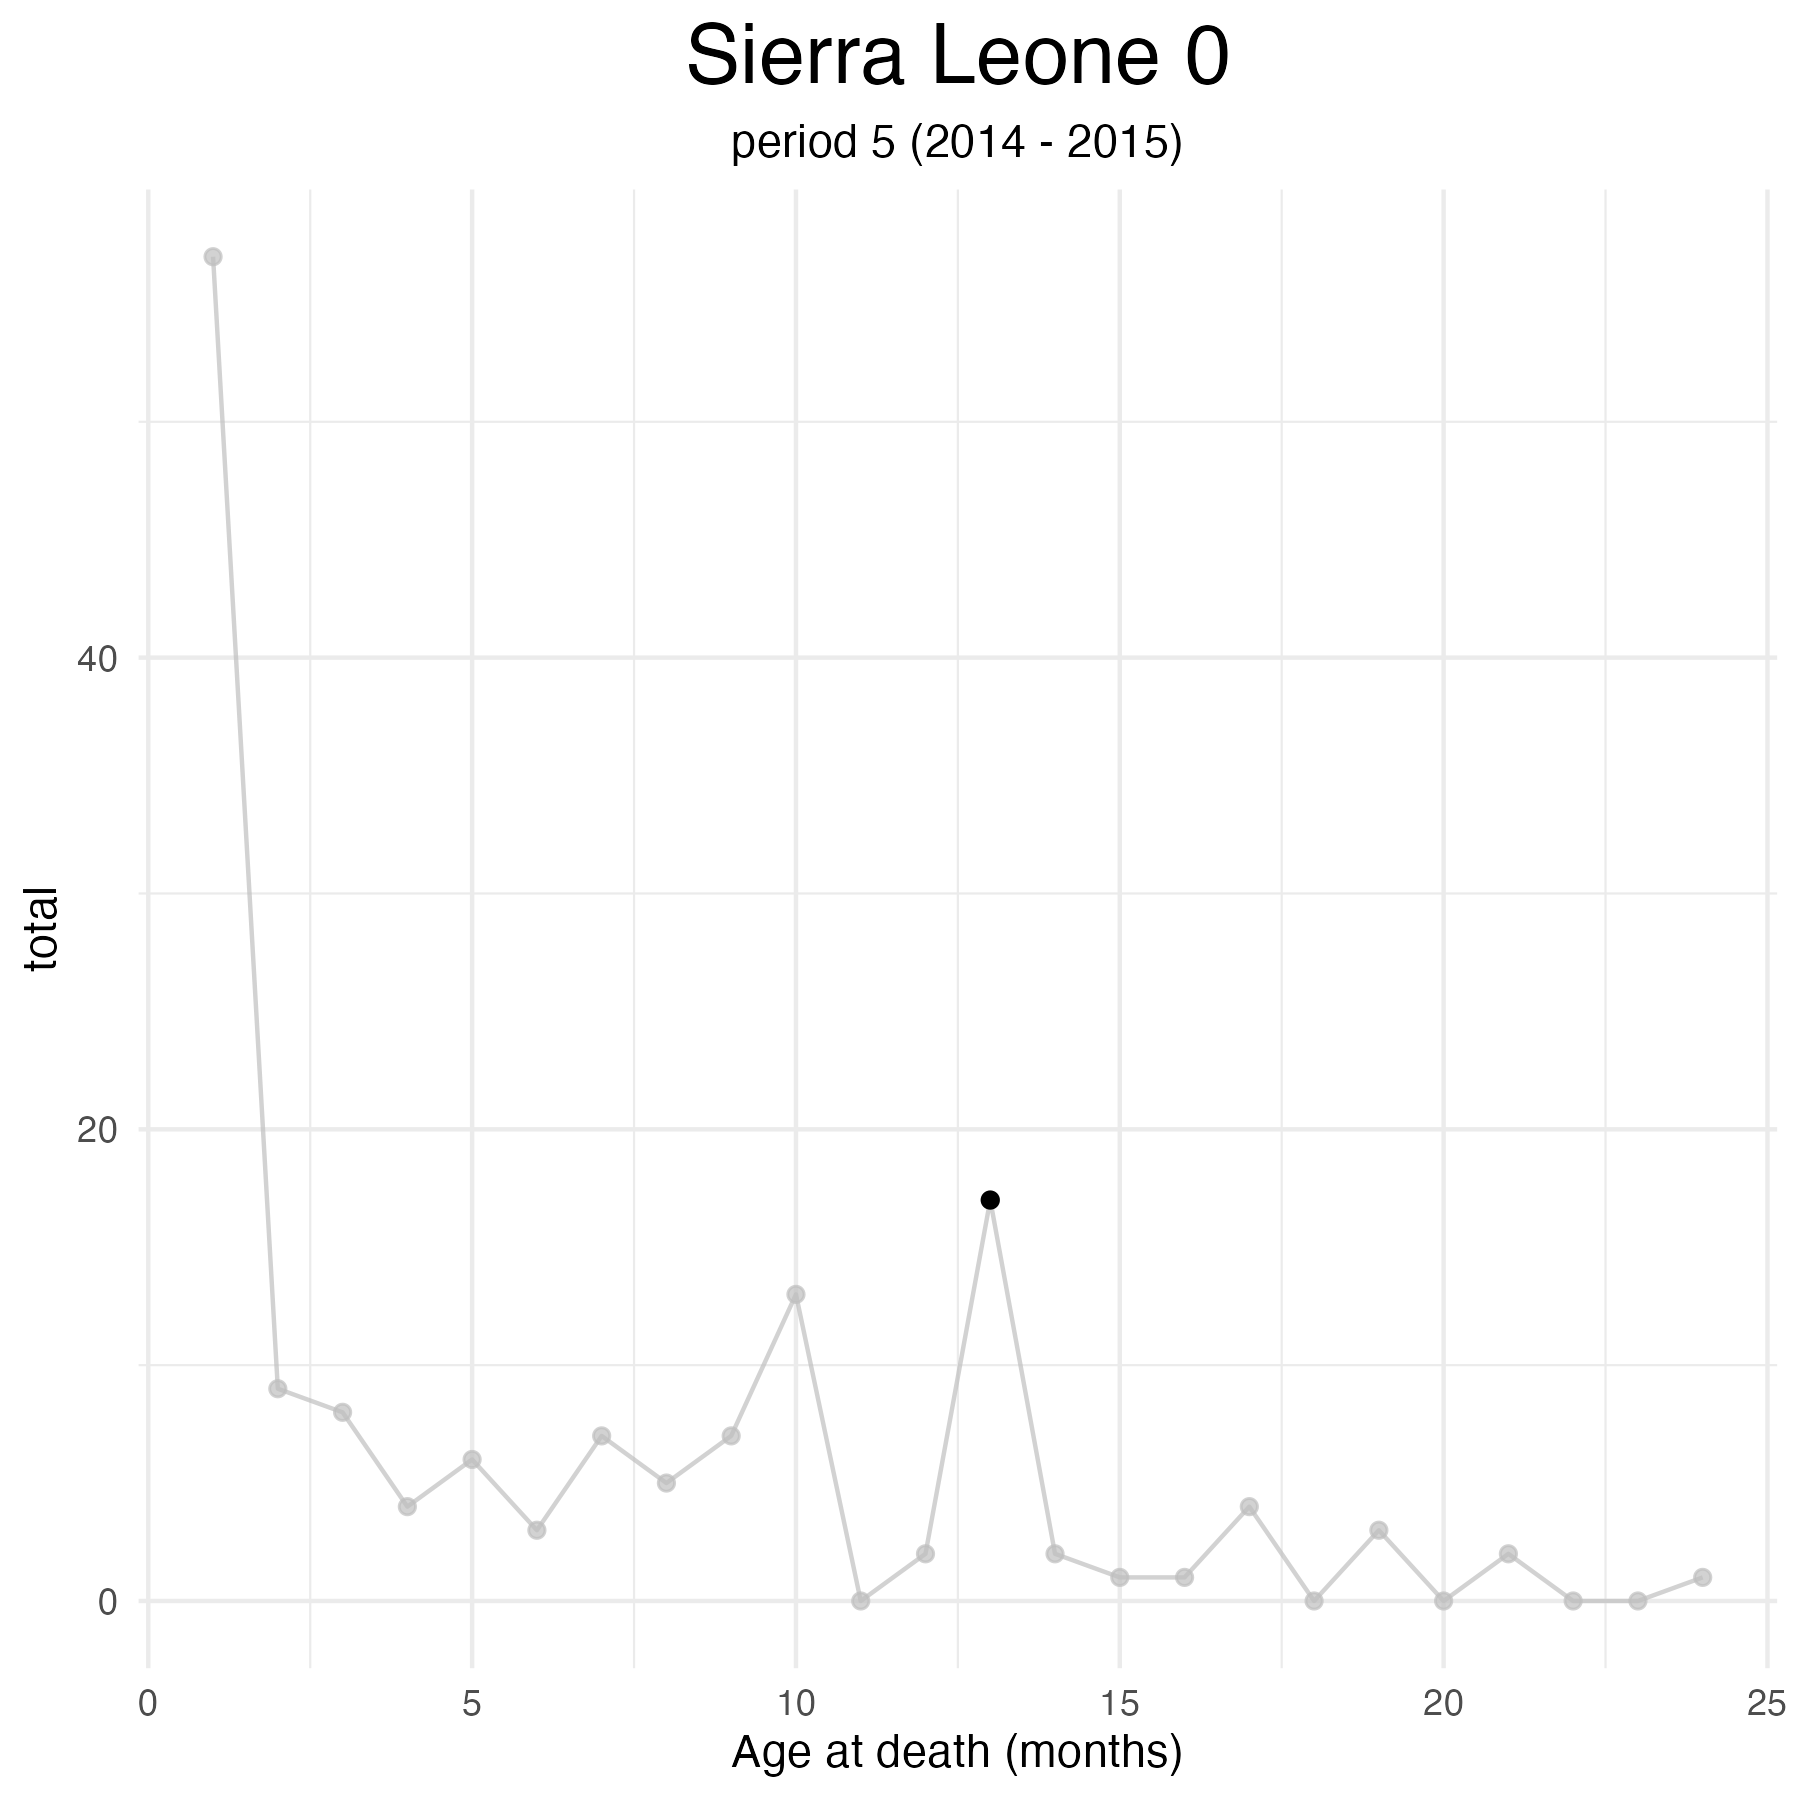 Sierra Leone 0
period 5 (2014 - 2015)
total
40
20
0
0 5 10 15 20 25
Age at death (months)